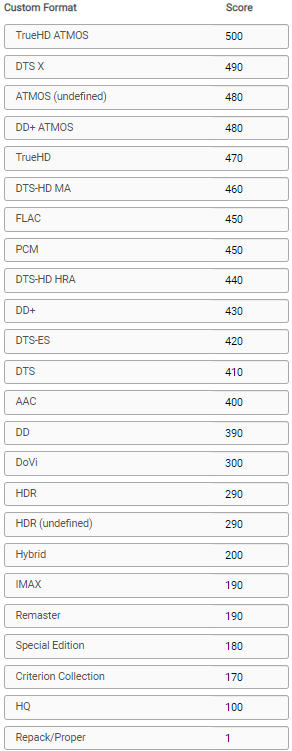 Custom Format Score
TrueHD ATMOS 500
DTS X 490
ATMOS (undefined) 480
DD+ ATMOS 480
TrueHD 470
DTS-HD MA 460
FLAC 450
PCM 450
DTS-HD HRA 440
DD+ 430
DTS-ES 420
DTS 410
AAC 400
DD 390
DoVi 300
HDR 290
HDR (undefined) 290
Hybrid 200
IMAX 190
Remaster 190
Special Edition 180
Criterion Collection 170
HQ 100
Repack/Proper 1